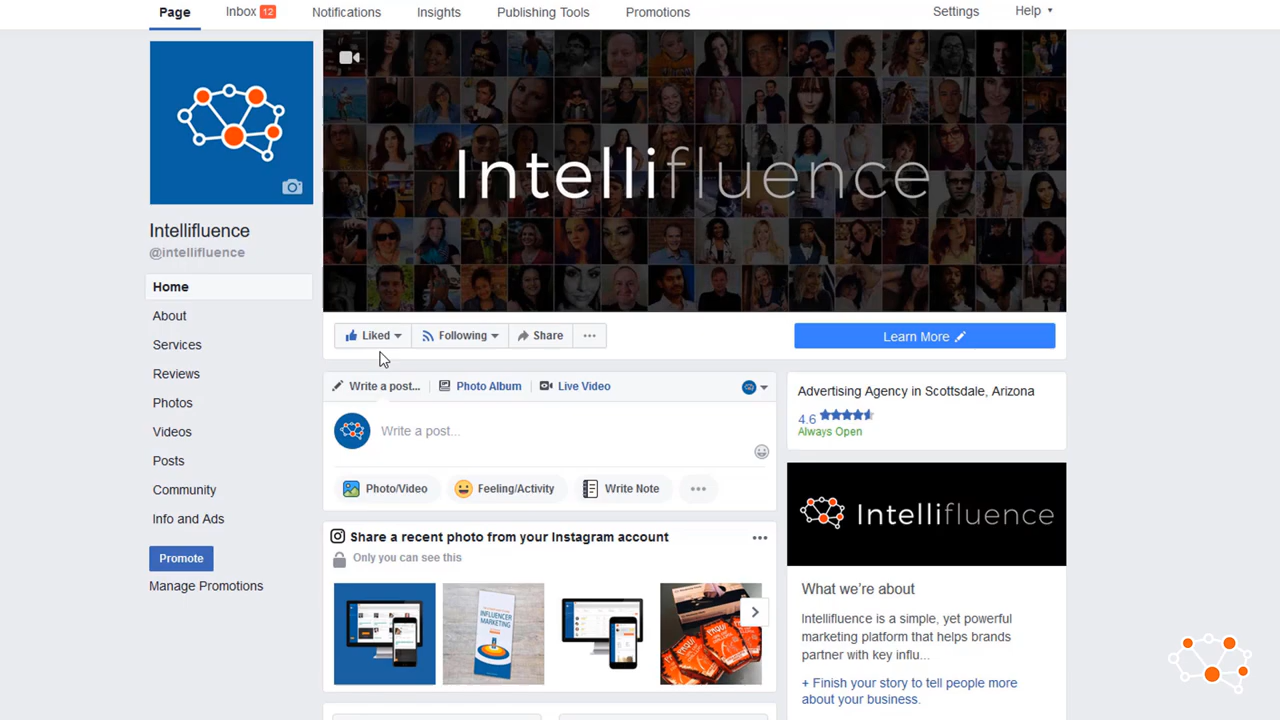 Page
Inbox 12
Notifications
Insights
Publishing Tools
Promotions
Settings
Help
Intellifluence
Intellifluence
@intellifluence
Home
About
Services
Reviews
Photos
Videos
Posts
Community
Info and Ads
Promote
Manage Promotions
Liked
Following
Share
Learn More
Write a post...
Photo Album
Live Video
Write a post...
Photo/Video
Feeling/Activity
Write Note
Share a recent photo from your Instagram account
Only you can see this
INFLUENCER
MARKETING
Advertising Agency in Scottsdale, Arizona
4.6
Always Open
Intellifluence
What we're about
Intellifluence is a simple, yet powerful
marketing platform that helps brands
partner with key influ...
+ Finish your story to tell people more
about your business.